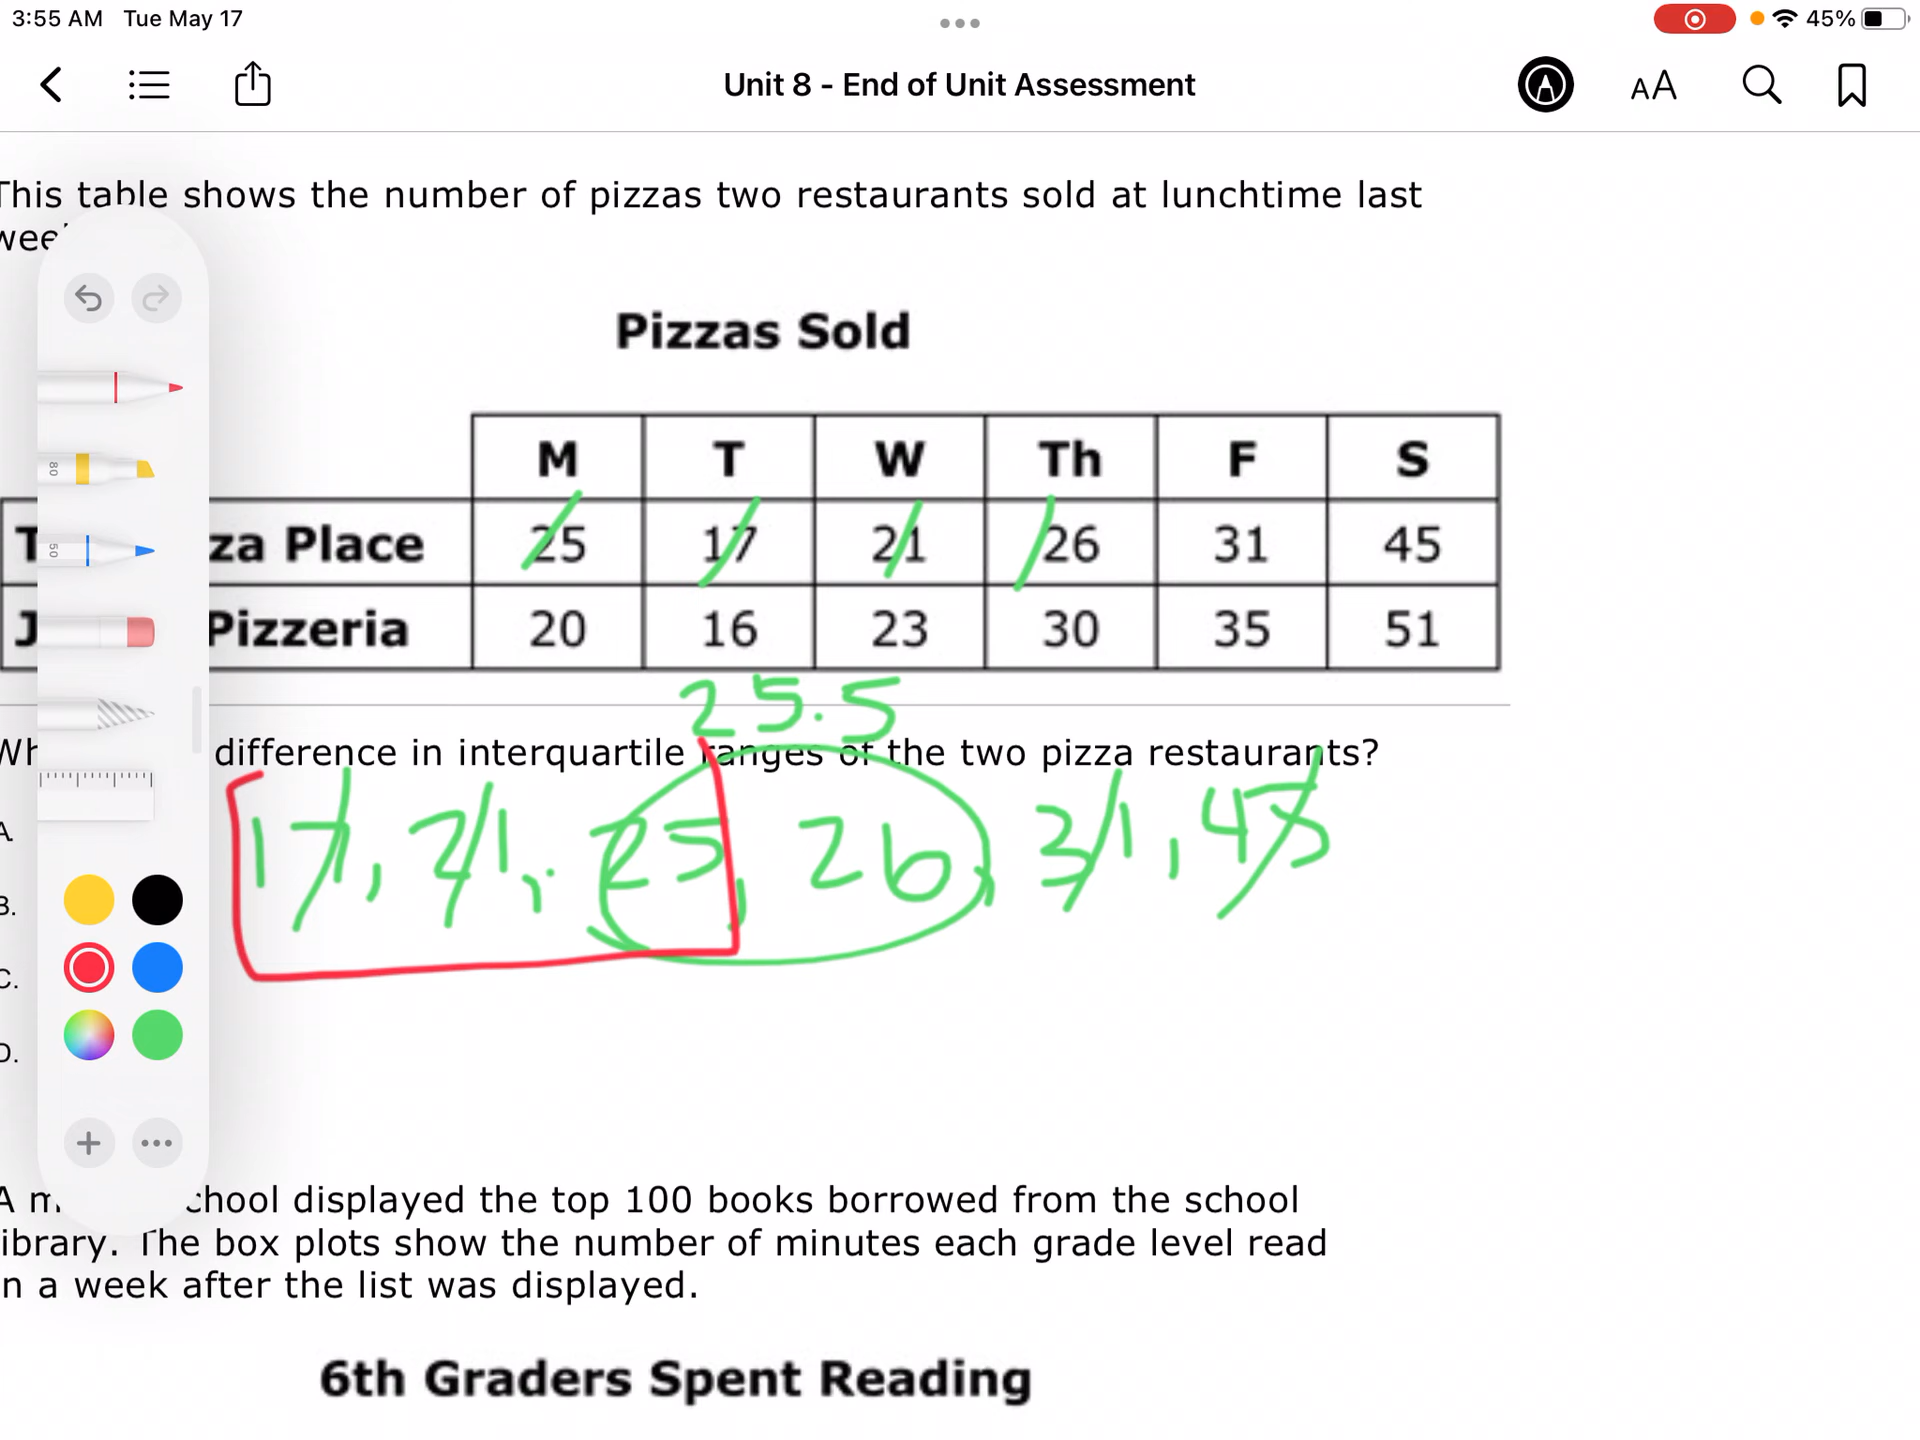 3:55 AM Tue May 17
45%
Unit 8 - End of Unit Assessment
This table shows the number of pizzas two restaurants sold at lunchtime last
Pizzas Sold
M T W Th F S
za Place 25 17 21 26 31 45
Pizzeria 20 16 23 30 35 51
25.5
difference in interquartile ranges of the two pizza restaurants?
17, 21, 25, 26, 31, 45
A
B.
C.
D.
80
50
A m chool displayed the top 100 books borrowed from the school
ibrary. The box plots show the number of minutes each grade level read
n a week after the list was displayed.
6th Graders Spent Reading